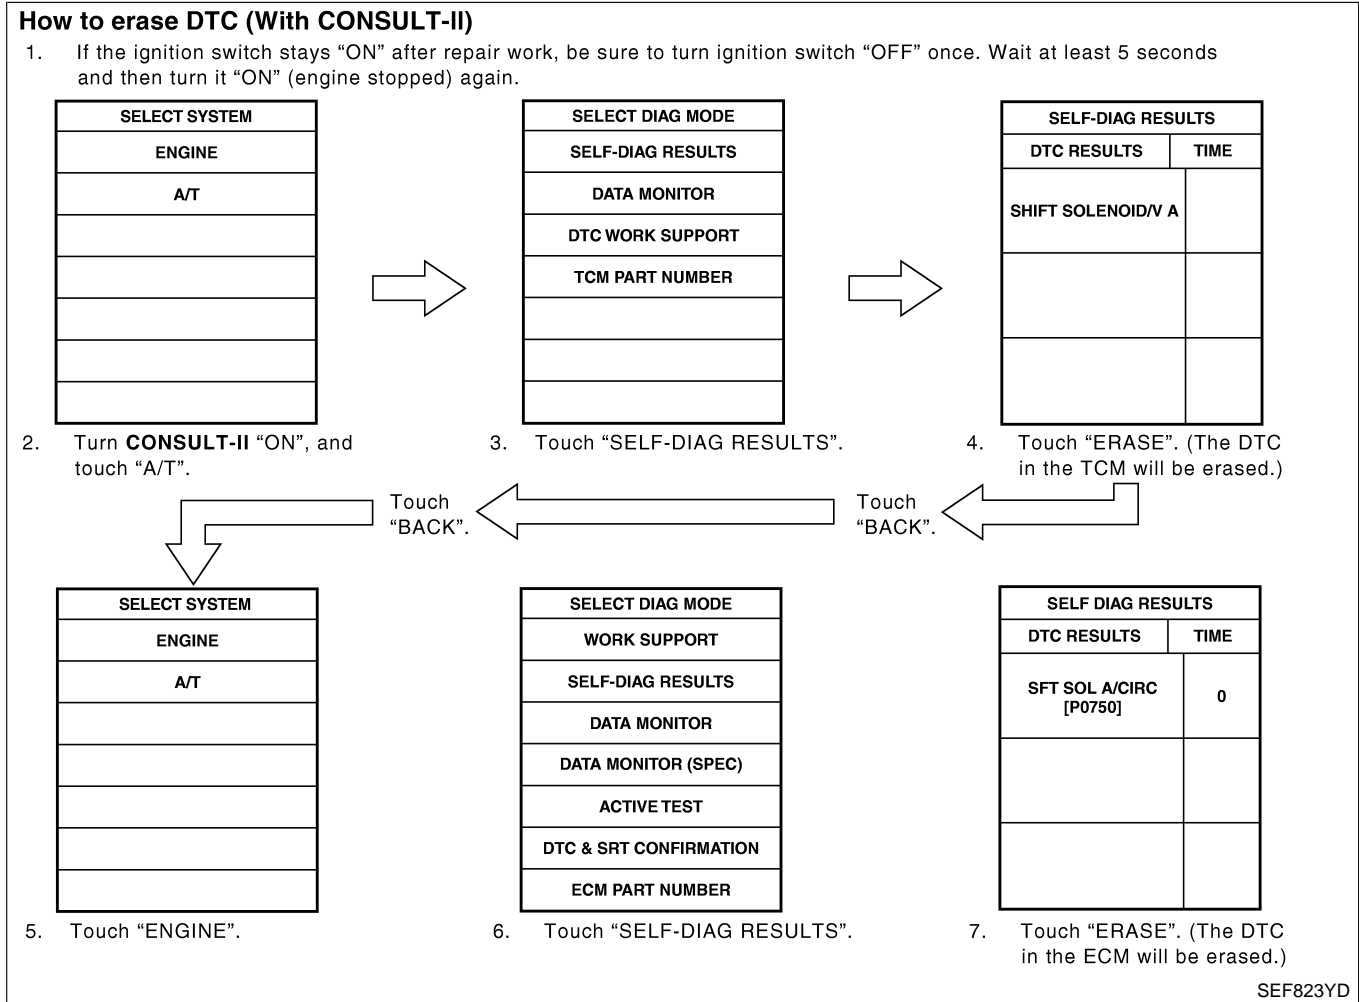 How to erase DTC (With CONSULT-II)
1. If the ignition switch stays “ON” after repair work, be sure to turn ignition switch “OFF” once. Wait at least 5 seconds
and then turn it “ON” (engine stopped) again.
SELECT SYSTEM
ENGINE
A/T
SELECT DIAG MODE
SELF-DIAG RESULTS
DATA MONITOR
DTC WORK SUPPORT
TCM PART NUMBER
SELF-DIAG RESULTS
DTC RESULTS TIME
SHIFT SOLENOID/V A
2. Turn CONSULT-II “ON”, and
touch “A/T”.
3. Touch “SELF-DIAG RESULTS”.
4. Touch “ERASE”. (The DTC
in the TCM will be erased.)
Touch
“BACK”.
Touch
“BACK”.
SELECT SYSTEM
ENGINE
A/T
SELECT DIAG MODE
WORK SUPPORT
SELF-DIAG RESULTS
DATA MONITOR
DATA MONITOR (SPEC)
ACTIVE TEST
DTC & SRT CONFIRMATION
ECM PART NUMBER
SELF DIAG RESULTS
DTC RESULTS TIME
SFT SOL A/CIRC
[P0750]
0
5. Touch “ENGINE”.
6. Touch “SELF-DIAG RESULTS”.
7. Touch “ERASE”. (The DTC
in the ECM will be erased.)
SEF823YD